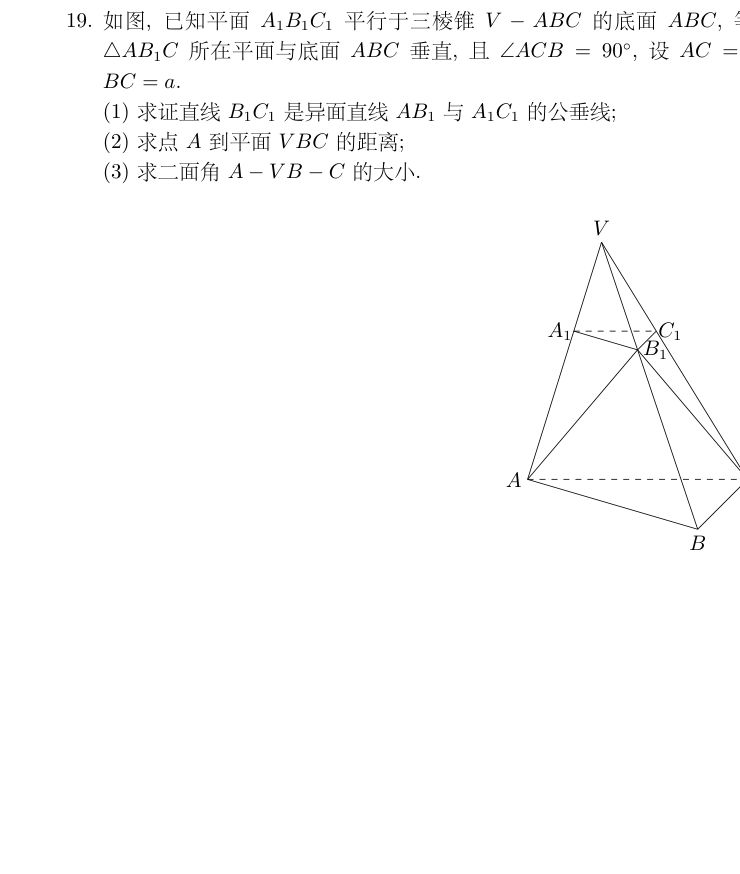 19. 如图, 已知平面 A₁B₁C₁ 平行于三棱锥 V − ABC 的底面 ABC,
△AB₁C 所在平面与底面 ABC 垂直, 且 ∠ACB = 90°, 设 AC =
BC = a.
(1) 求证直线 B₁C₁ 是异面直线 AB₁ 与 A₁C₁ 的公垂线;
(2) 求点 A 到平面 VBC 的距离;
(3) 求二面角 A − VB − C 的大小.
V
A₁
C₁
B₁
A
B